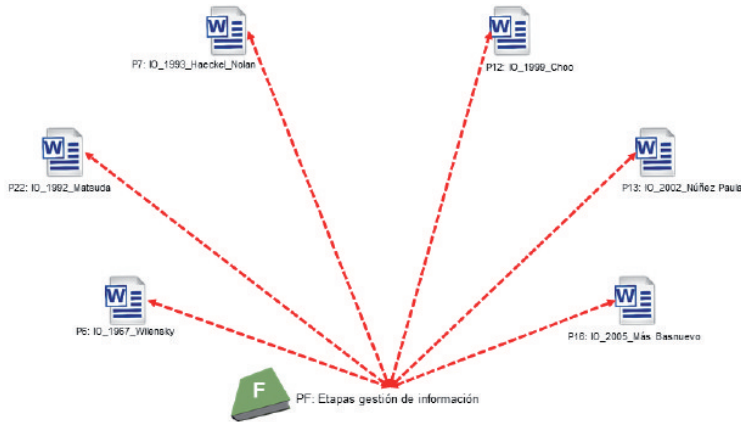 P7: IO_1993_Haeckel_Nolan
P12: IO_1999_Choo
P22: IO_1992_Matsuda
P13: IO_2002_Núñez Paula
P6: IO_1967_Wilensky
P16: IO_2005_Más Basnuevo
F
PF: Etapas gestión de información